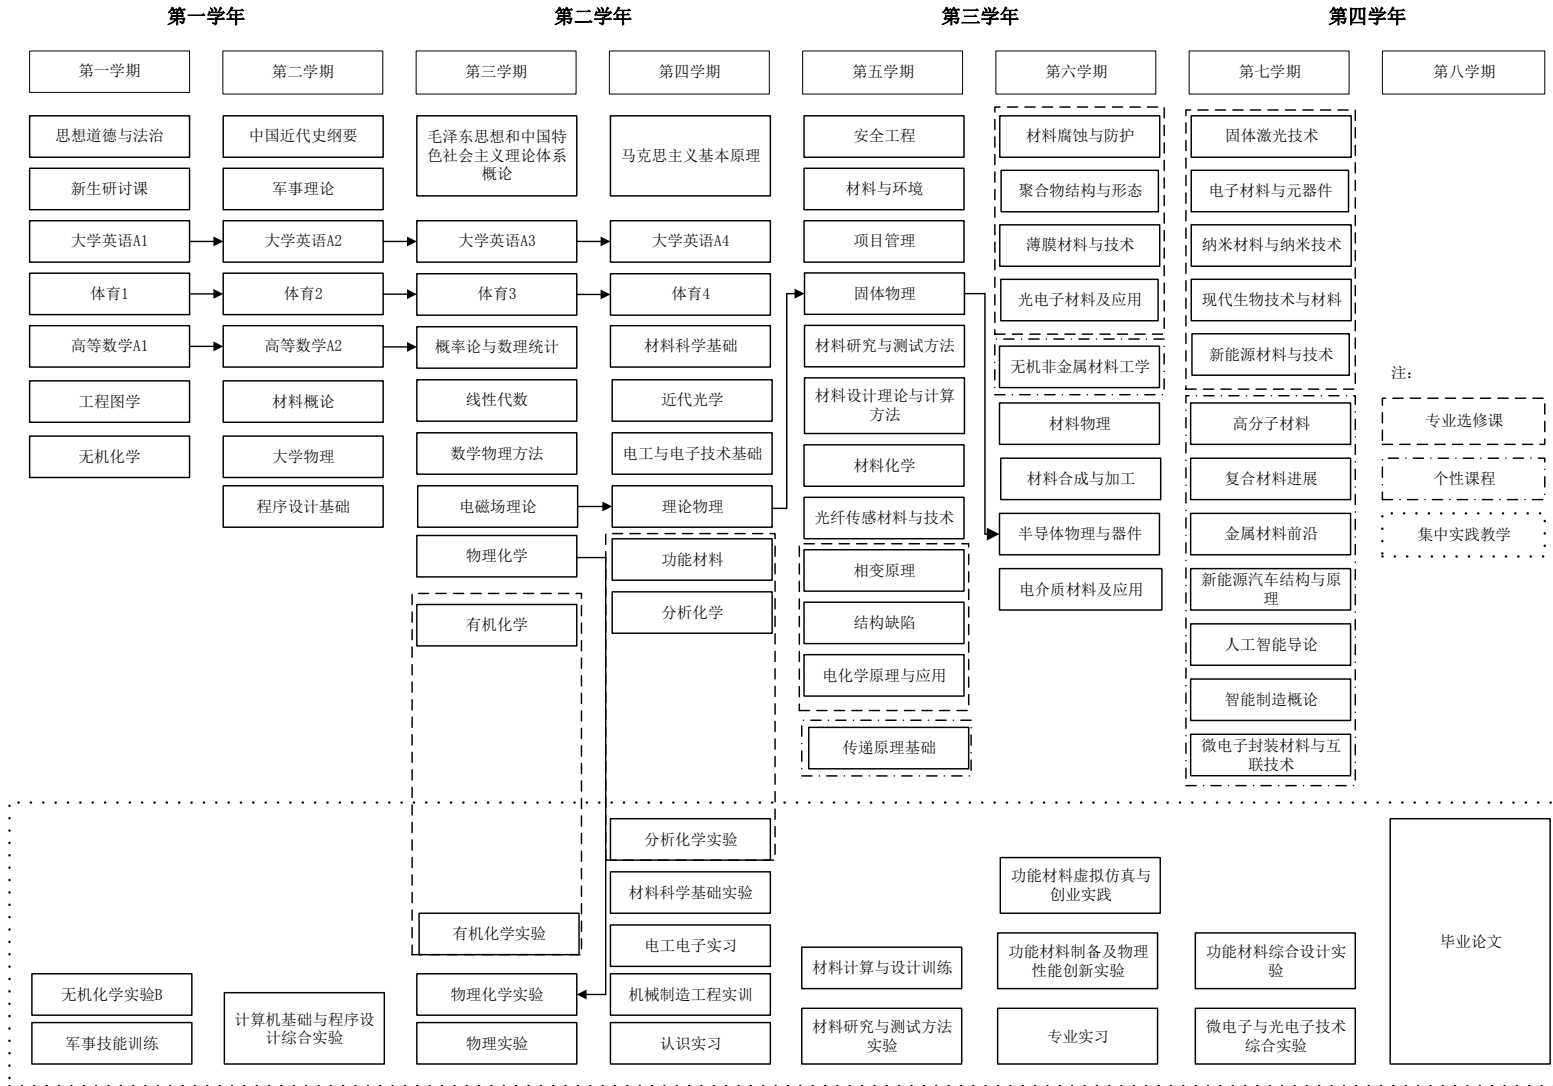 第一学年
第二学年
第三学年
第四学年
第一学期
第二学期
第三学期
第四学期
第五学期
第六学期
第七学期
第八学期
思想道德与法治
新生研讨课
大学英语A1
体育1
高等数学A1
工程图学
无机化学
中国近代史纲要
军事理论
大学英语A2
体育2
高等数学A2
材料概论
大学物理
程序设计基础
毛泽东思想和中国特
色社会主义理论体系
概论
大学英语A3
体育3
概率论与数理统计
线性代数
数学物理方法
电磁场理论
物理化学
有机化学
马克思主义基本原理
大学英语A4
体育4
材料科学基础
近代光学
电工与电子技术基础
理论物理
功能材料
分析化学
安全工程
材料与环境
项目管理
固体物理
材料研究与测试方法
材料设计理论与计算
方法
材料化学
光纤传感材料与技术
相变原理
结构缺陷
电化学原理与应用
传递原理基础
材料腐蚀与防护
聚合物结构与形态
薄膜材料与技术
光电子材料及应用
无机非金属材料工学
材料物理
材料合成与加工
半导体物理与器件
电介质材料及应用
固体激光技术
电子材料与元器件
纳米材料与纳米技术
现代生物技术与材料
新能源材料与技术
高分子材料
复合材料进展
金属材料前沿
新能源汽车结构与原
理
人工智能导论
智能制造概论
微电子封装材料与互
联技术
注：
专业选修课
个性课程
集中实践教学
无机化学实验B
军事技能训练
计算机基础与程序设
计综合实验
有机化学实验
物理化学实验
物理实验
分析化学实验
材料科学基础实验
电工电子实习
机械制造工程实训
认识实习
材料计算与设计训练
材料研究与测试方法
实验
功能材料虚拟仿真与
创业实践
功能材料制备及物理
性能创新实验
专业实习
功能材料综合设计实
验
微电子与光电子技术
综合实验
毕业论文